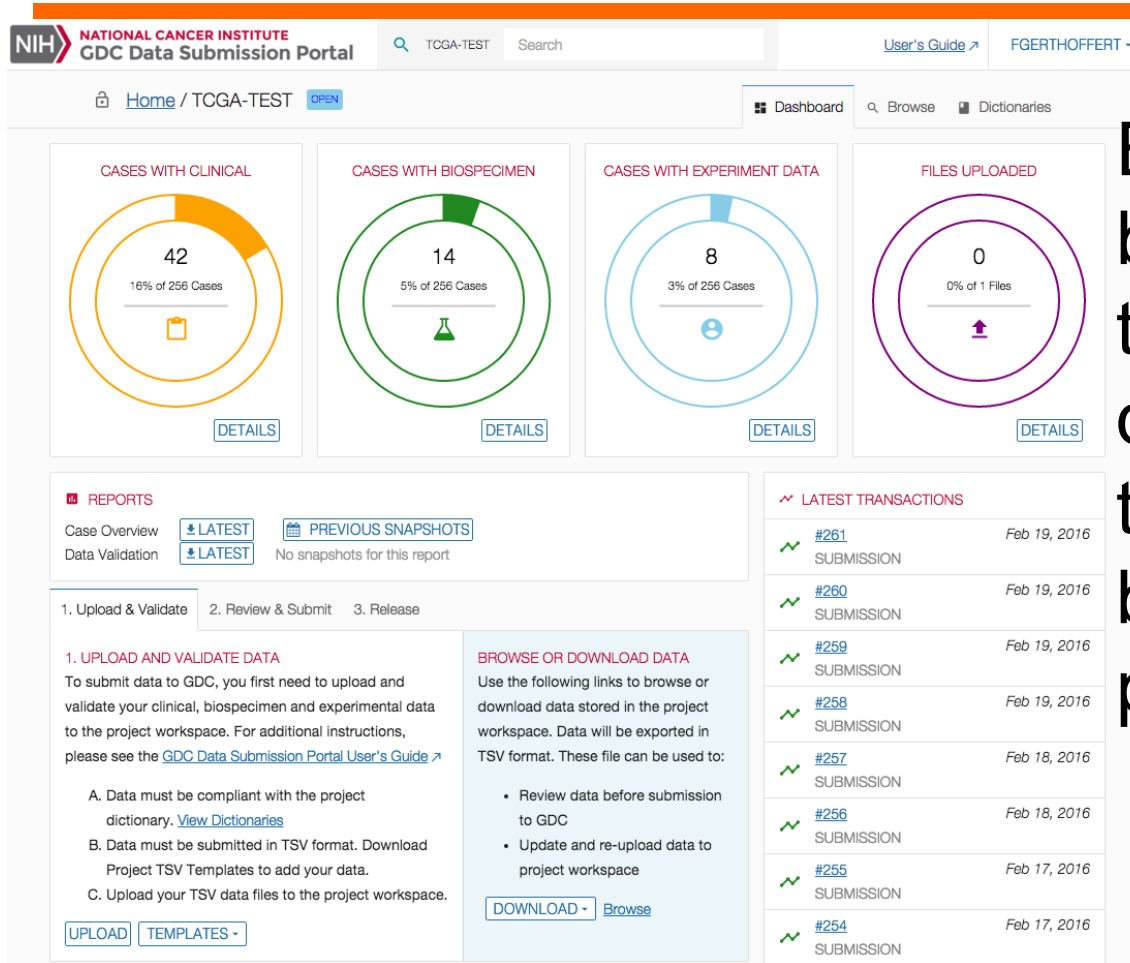 NIH NATIONAL CANCER INSTITUTE
GDC Data Submission Portal
TCGA-TEST Search
User's Guide
FGERTHOFFERT
Home / TCGA-TEST OPEN
Dashboard Browse Dictionaries
CASES WITH CLINICAL
42
16% of 256 Cases
DETAILS
CASES WITH BIOSPECIMEN
14
5% of 256 Cases
DETAILS
CASES WITH EXPERIMENT DATA
8
3% of 256 Cases
DETAILS
FILES UPLOADED
0
0% of 1 Files
DETAILS
REPORTS
Case Overview LATEST PREVIOUS SNAPSHOTS
Data Validation LATEST No snapshots for this report
1. Upload & Validate 2. Review & Submit 3. Release
1. UPLOAD AND VALIDATE DATA
To submit data to GDC, you first need to upload and
validate your clinical, biospecimen and experimental data
to the project workspace. For additional instructions,
please see the GDC Data Submission Portal User's Guide
A. Data must be compliant with the project
dictionary. View Dictionaries
B. Data must be submitted in TSV format. Download
Project TSV Templates to add your data.
C. Upload your TSV data files to the project workspace.
UPLOAD TEMPLATES
BROWSE OR DOWNLOAD DATA
Use the following links to browse or
download data stored in the project
workspace. Data will be exported in
TSV format. These file can be used to:
• Review data before submission
to GDC
• Update and re-upload data to
project workspace
DOWNLOAD Browse
LATEST TRANSACTIONS
#261 Feb 19, 2016
SUBMISSION
#260 Feb 19, 2016
SUBMISSION
#259 Feb 19, 2016
SUBMISSION
#258 Feb 19, 2016
SUBMISSION
#257 Feb 18, 2016
SUBMISSION
#256 Feb 18, 2016
SUBMISSION
#255 Feb 17, 2016
SUBMISSION
#254 Feb 17, 2016
SUBMISSION